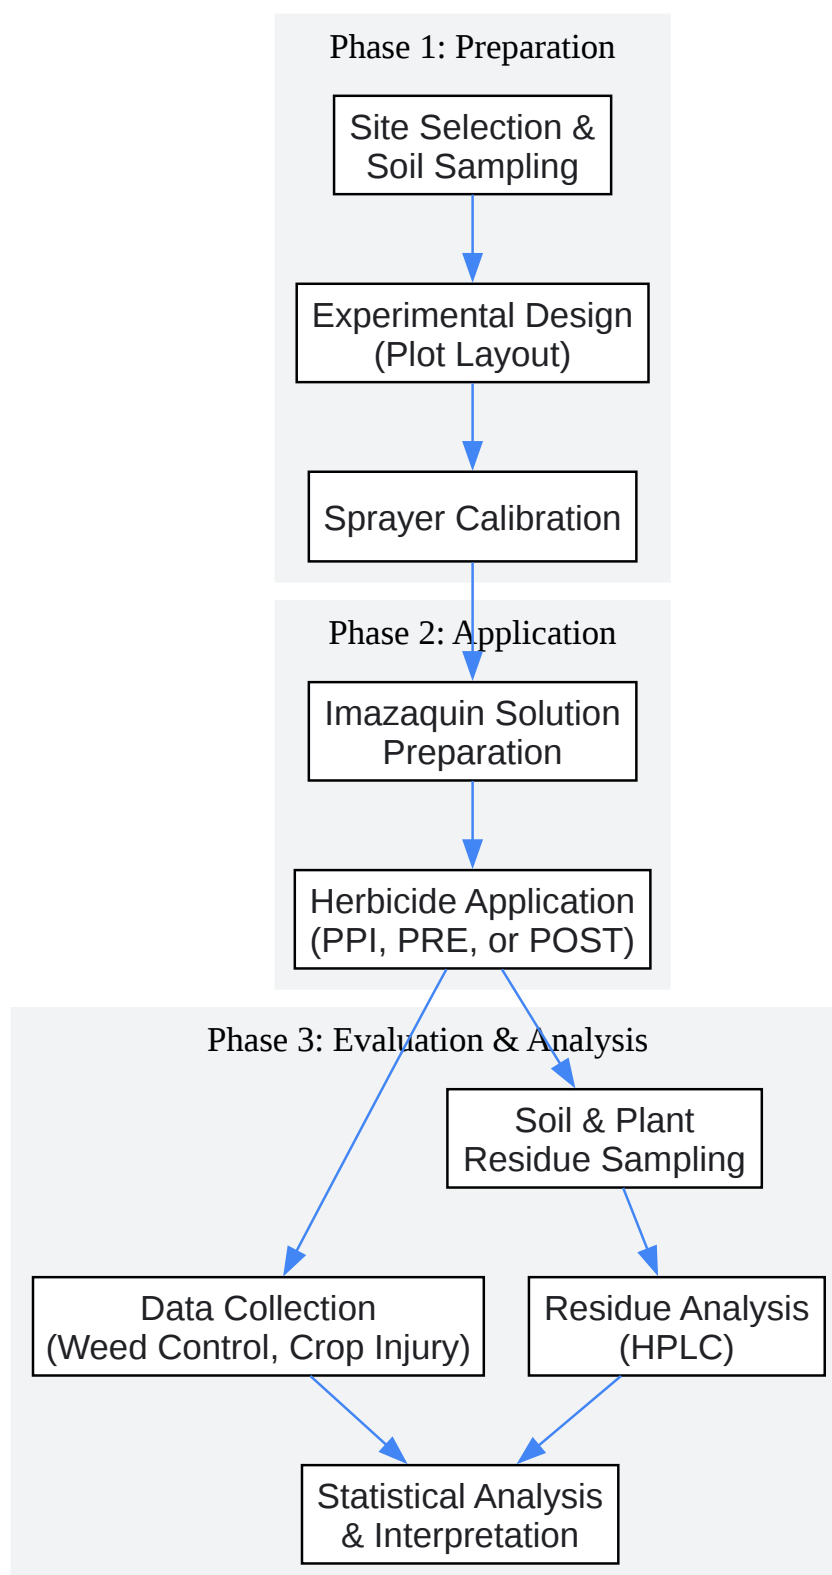 Phase 1: Preparation
Site Selection &
Soil Sampling
Experimental Design
(Plot Layout)
Sprayer Calibration
Phase 2: Application
Imazaquin Solution
Preparation
Herbicide Application
(PPI, PRE, or POST)
Phase 3: Evaluation & Analysis
Soil & Plant
Residue Sampling
Data Collection
(Weed Control, Crop Injury)
Residue Analysis
(HPLC)
Statistical Analysis
& Interpretation